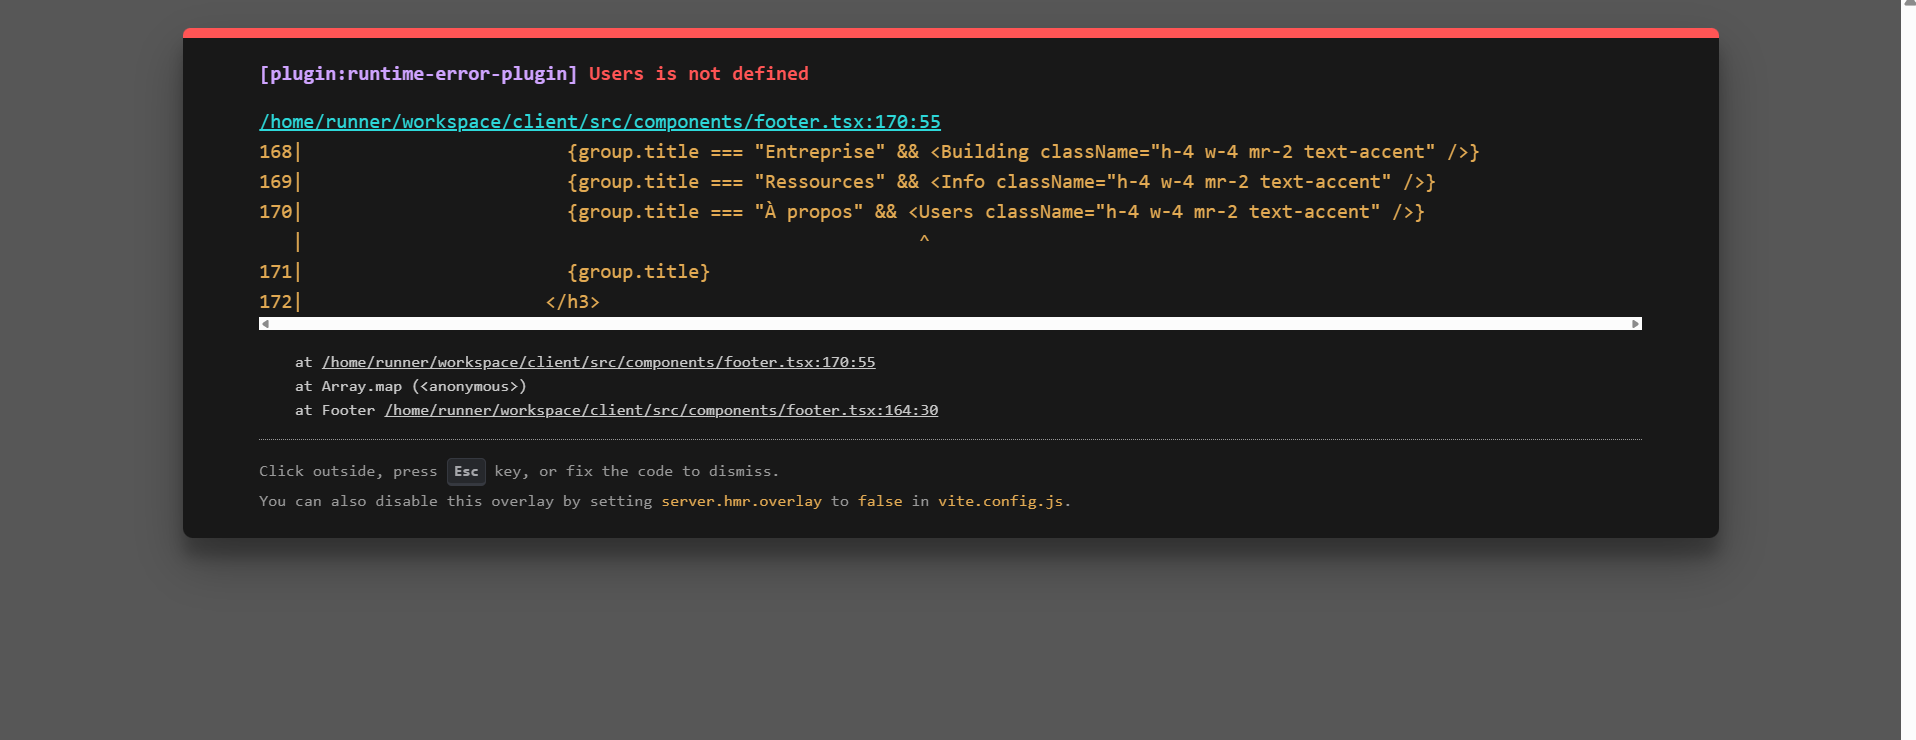 [plugin:runtime-error-plugin] Users is not defined
/home/runner/workspace/client/src/components/footer.tsx:170:55
168|                        {group.title === "Entreprise" && <Building className="h-4 w-4 mr-2 text-accent" />}
169|                        {group.title === "Ressources" && <Info className="h-4 w-4 mr-2 text-accent" />}
170|                        {group.title === "À propos" && <Users className="h-4 w-4 mr-2 text-accent" />}
   |                                                        ^
171|                        {group.title}
172|                      </h3>
at /home/runner/workspace/client/src/components/footer.tsx:170:55
at Array.map (<anonymous>)
at Footer /home/runner/workspace/client/src/components/footer.tsx:164:30
Click outside, press Esc key, or fix the code to dismiss.
You can also disable this overlay by setting server.hmr.overlay to false in vite.config.js.